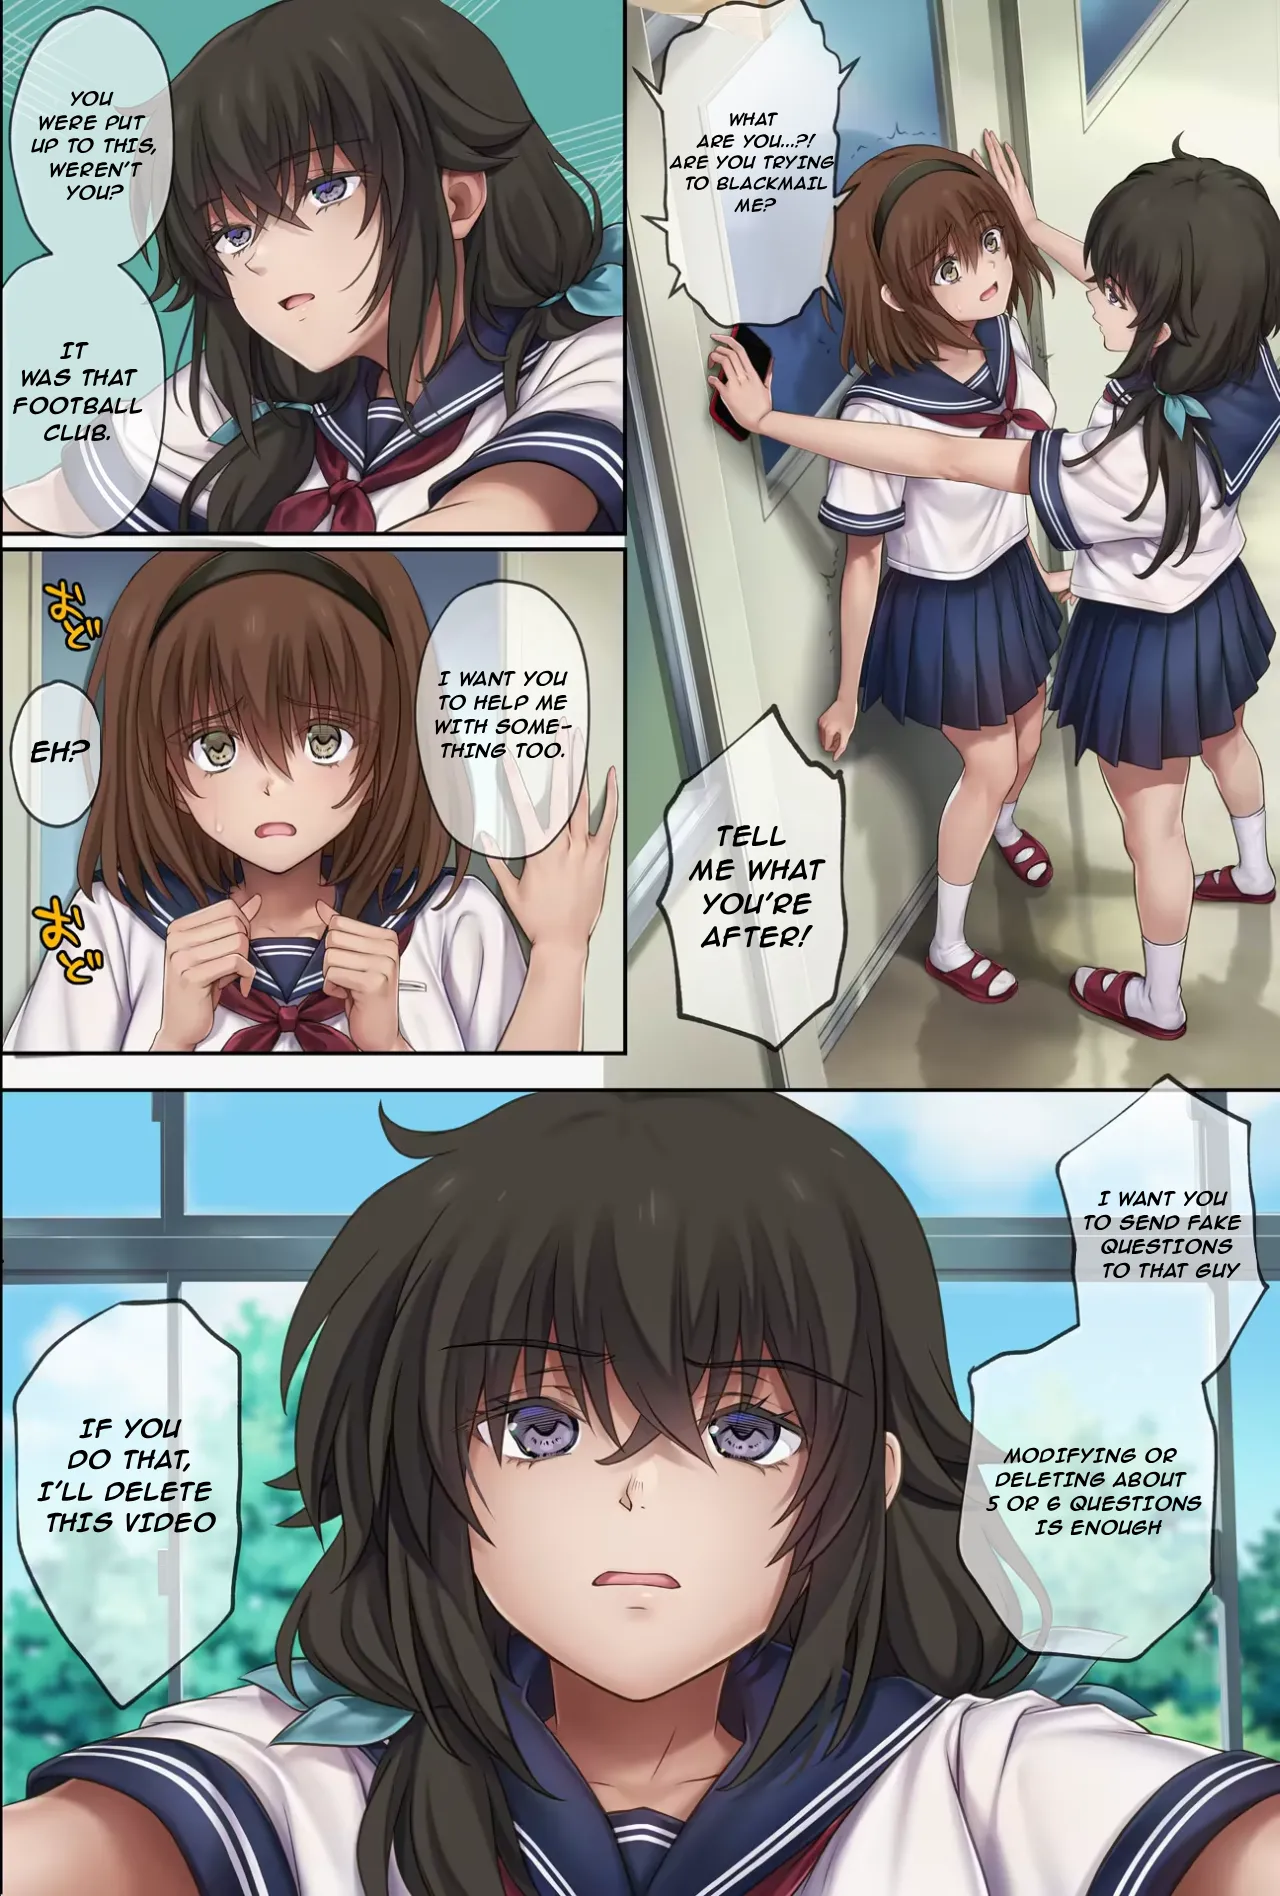 WHAT
ARE YOU...?!
ARE YOU TRYING
TO BLACKMAIL
ME?
TELL
ME WHAT
YOU'RE
AFTER!
YOU
WERE PUT
UP TO THIS,
WEREN'T
YOU?
IT
WAS THAT
FOOTBALL
CLUB.
I WANT YOU
TO HELP ME
WITH SOME-
THING TOO.
おど
EH?
おど
I WANT YOU
TO SEND FAKE
QUESTIONS
TO THAT GUY
MODIFYING OR
DELETING ABOUT
5 OR 6 QUESTIONS
IS ENOUGH
IF YOU
DO THAT,
I'LL DELETE
THIS VIDEO